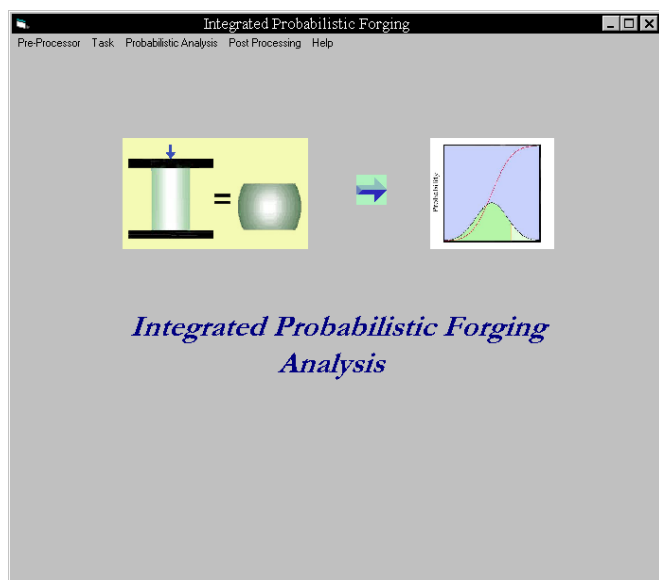 Integrated Probabilistic Forging
Pre-Processor Task Probabilistic Analysis Post Processing Help
Probability
Integrated Probabilistic Forging
Analysis